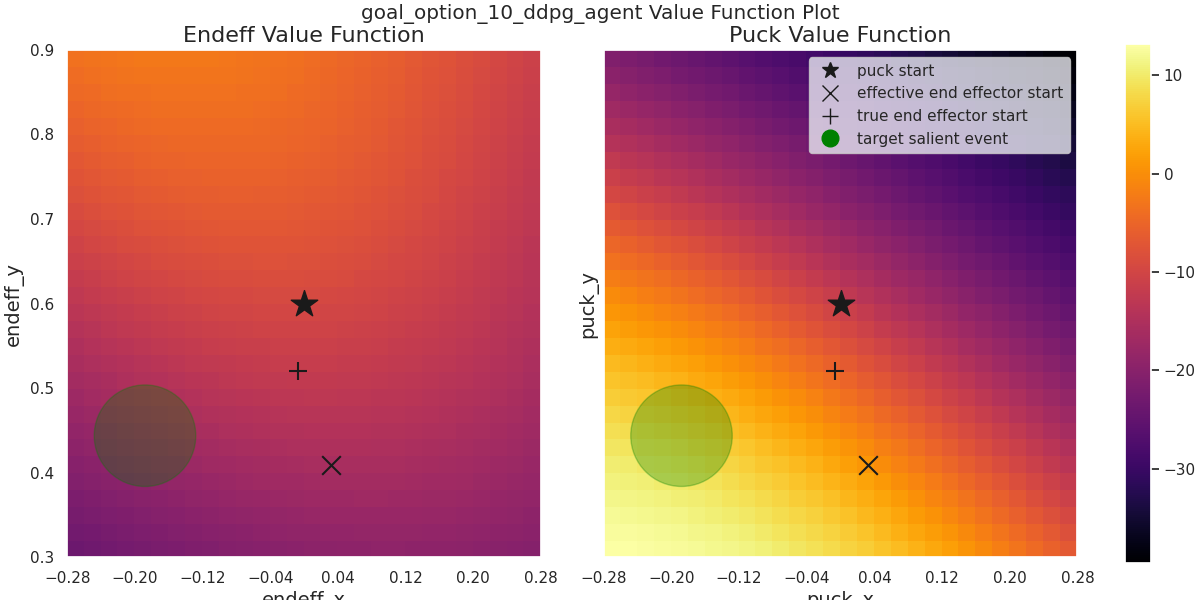 goal_option_10_ddpg_agent Value Function Plot
Endeff Value Function
Puck Value Function
puck start
effective end effector start
true end effector start
target salient event
0.9
0.8
0.7
0.6
0.5
0.4
0.3
endeff_y
puck_y
10
0
−10
−20
−30
−0.28 −0.20 −0.12 −0.04 0.04 0.12 0.20 0.28
−0.28 −0.20 −0.12 −0.04 0.04 0.12 0.20 0.28
endeff_x
puck_x